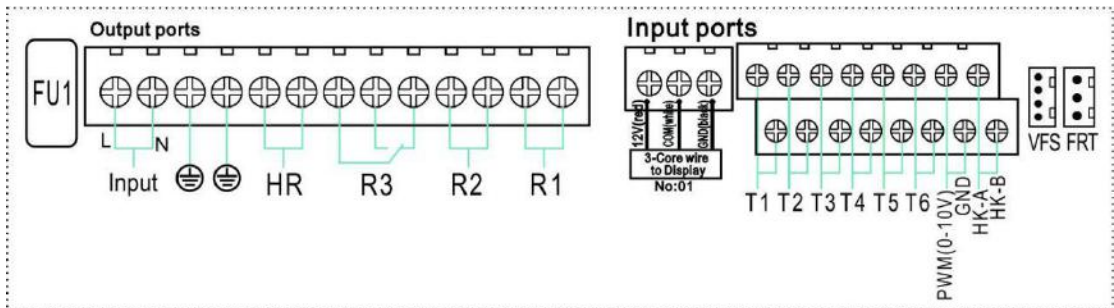 Output ports
FU1
L N
Input HR R3 R2 R1
Input ports
12V(red)
COM(white)
GND(black)
3-Core wire
to Display
No:01
T1 T2 T3 T4 T5 T6
PWM(0-10V)
GND
HK-A
HK-B
VFS FRT